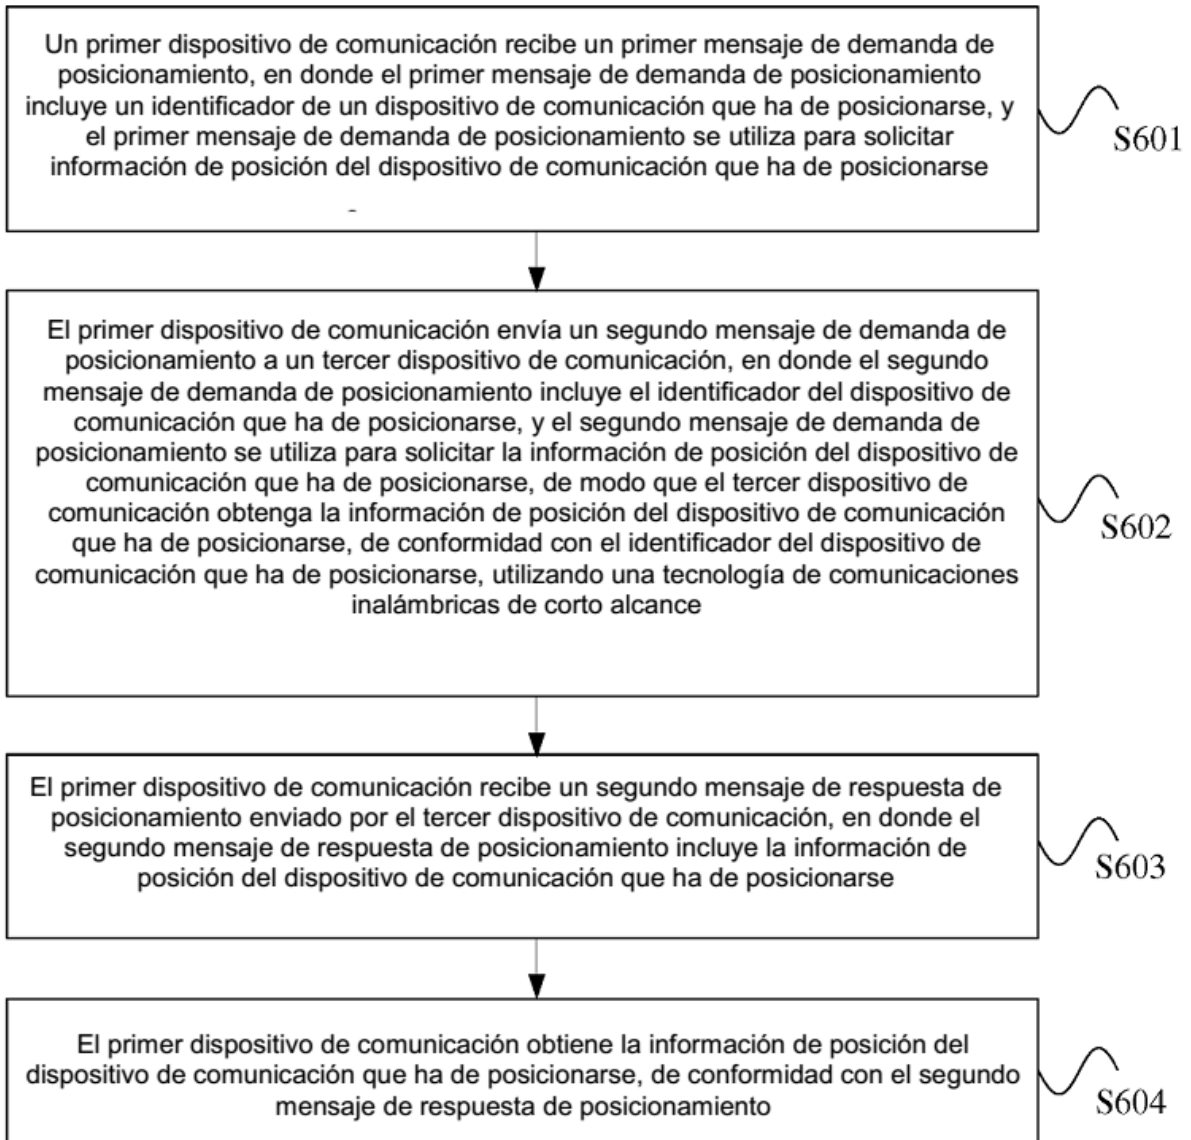 Un primer dispositivo de comunicación recibe un primer mensaje de demanda de
posicionamiento, en donde el primer mensaje de demanda de posicionamiento
incluye un identificador de un dispositivo de comunicación que ha de posicionarse, y
el primer mensaje de demanda de posicionamiento se utiliza para solicitar
información de posición del dispositivo de comunicación que ha de posicionarse
S601
El primer dispositivo de comunicación envía un segundo mensaje de demanda de
posicionamiento a un tercer dispositivo de comunicación, en donde el segundo
mensaje de demanda de posicionamiento incluye el identificador del dispositivo de
comunicación que ha de posicionarse, y el segundo mensaje de demanda de
posicionamiento se utiliza para solicitar la información de posición del dispositivo de
comunicación que ha de posicionarse, de modo que el tercer dispositivo de
comunicación obtenga la información de posición del dispositivo de comunicación
que ha de posicionarse, de conformidad con el identificador del dispositivo de
comunicación que ha de posicionarse, utilizando una tecnología de comunicaciones
inalámbricas de corto alcance
S602
El primer dispositivo de comunicación recibe un segundo mensaje de respuesta de
posicionamiento enviado por el tercer dispositivo de comunicación, en donde el
segundo mensaje de respuesta de posicionamiento incluye la información de
posición del dispositivo de comunicación que ha de posicionarse
S603
El primer dispositivo de comunicación obtiene la información de posición del
dispositivo de comunicación que ha de posicionarse, de conformidad con el segundo
mensaje de respuesta de posicionamiento
S604